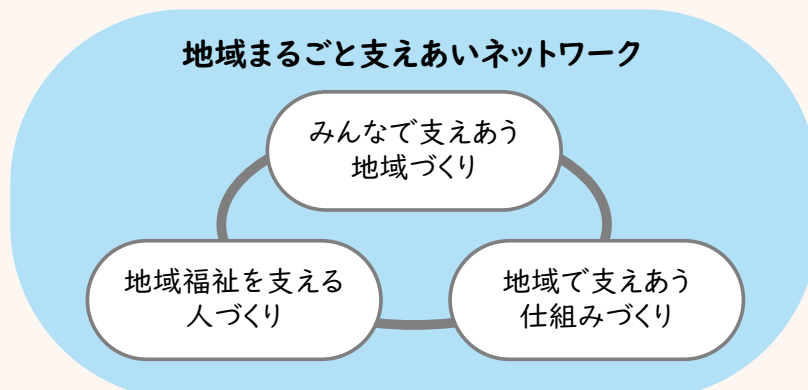 地域まるごと支えあいネットワーク
みんなで支えあう
地域づくり
地域福祉を支える
人づくり
地域で支えあう
仕組みづくり